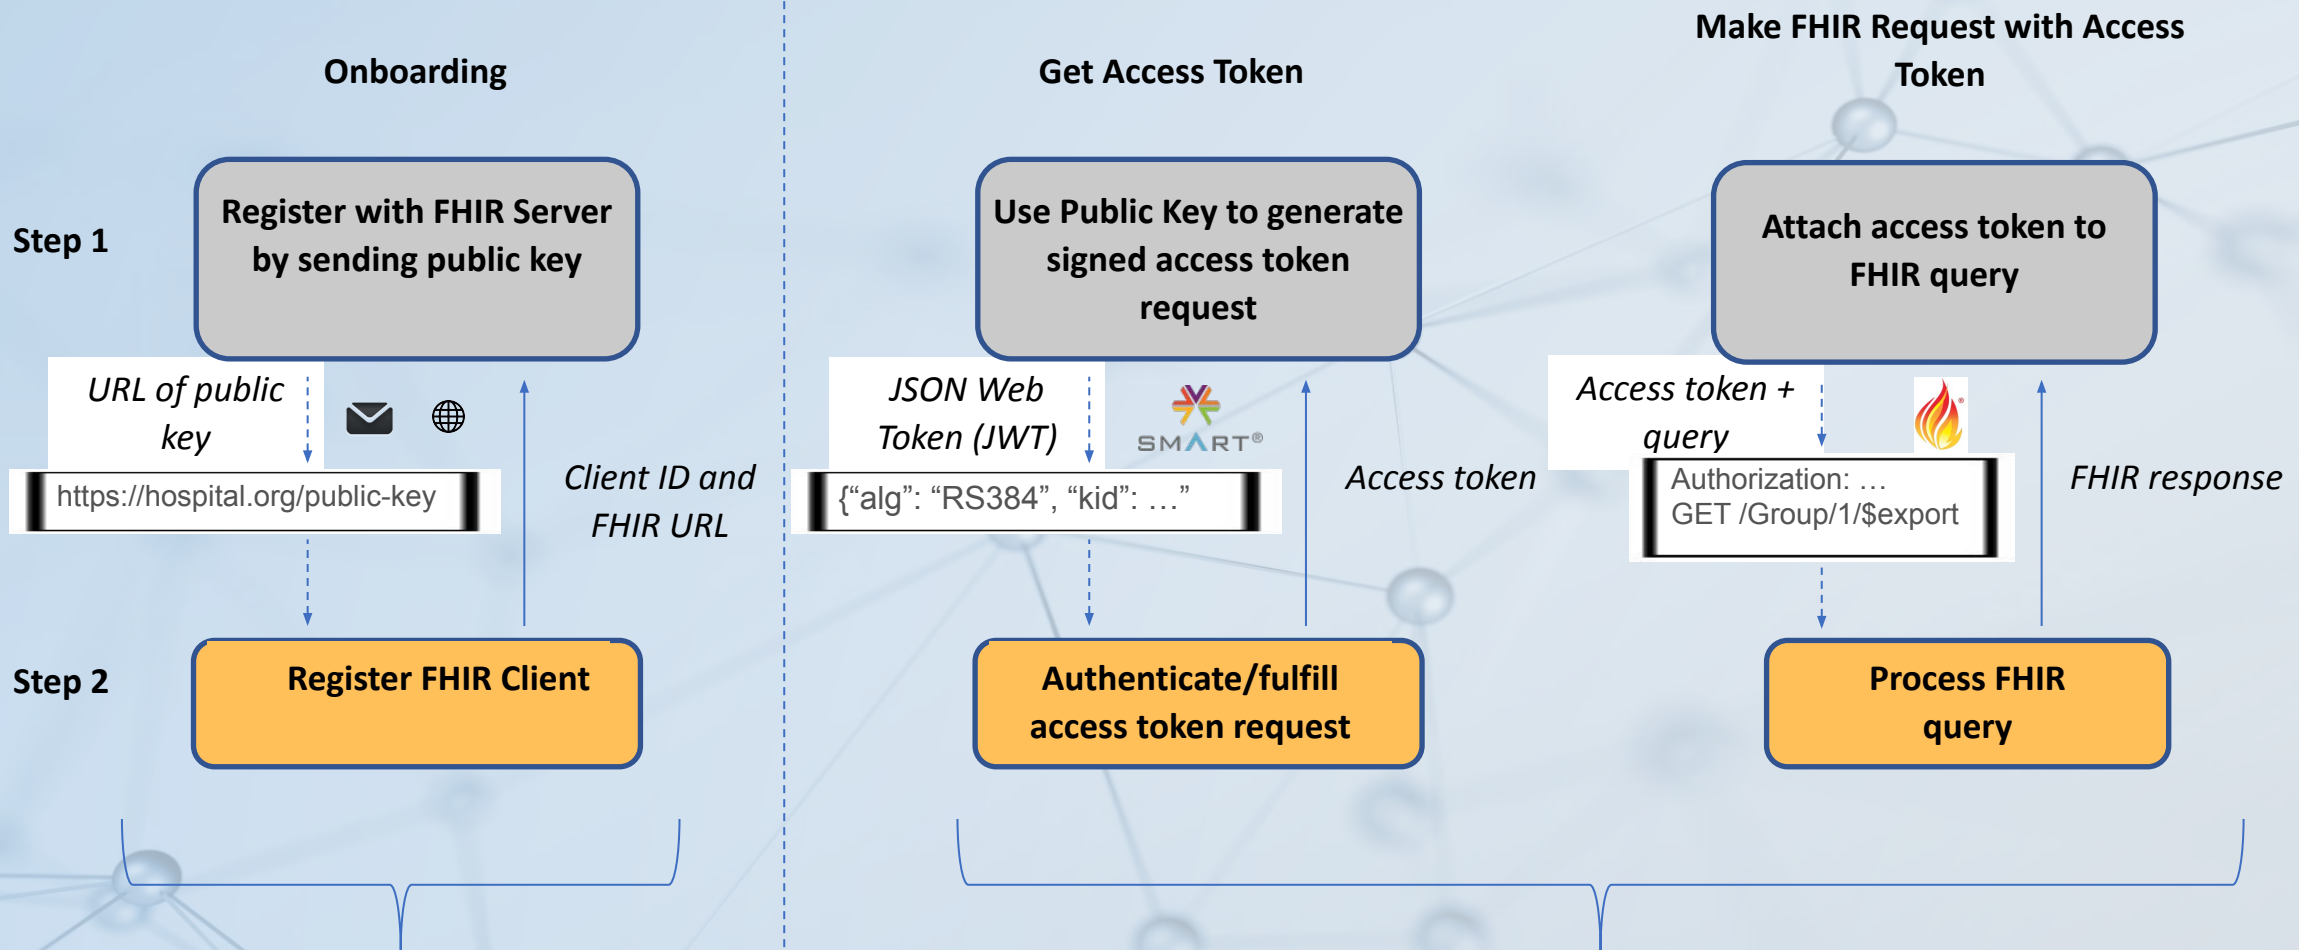 Onboarding
Get Access Token
Make FHIR Request with Access
Token
Step 1
Register with FHIR Server
by sending public key
Use Public Key to generate
signed access token
request
Attach access token to
FHIR query
URL of public
key
https://hospital.org/public-key
Client ID and
FHIR URL
JSON Web
Token (JWT)
SMART®
{“alg”: “RS384”, “kid”: …”
Access token
Access token +
query
®
Authorization: …
GET /Group/1/$export
FHIR response
Step 2
Register FHIR Client
Authenticate/fulfill
access token request
Process FHIR
query